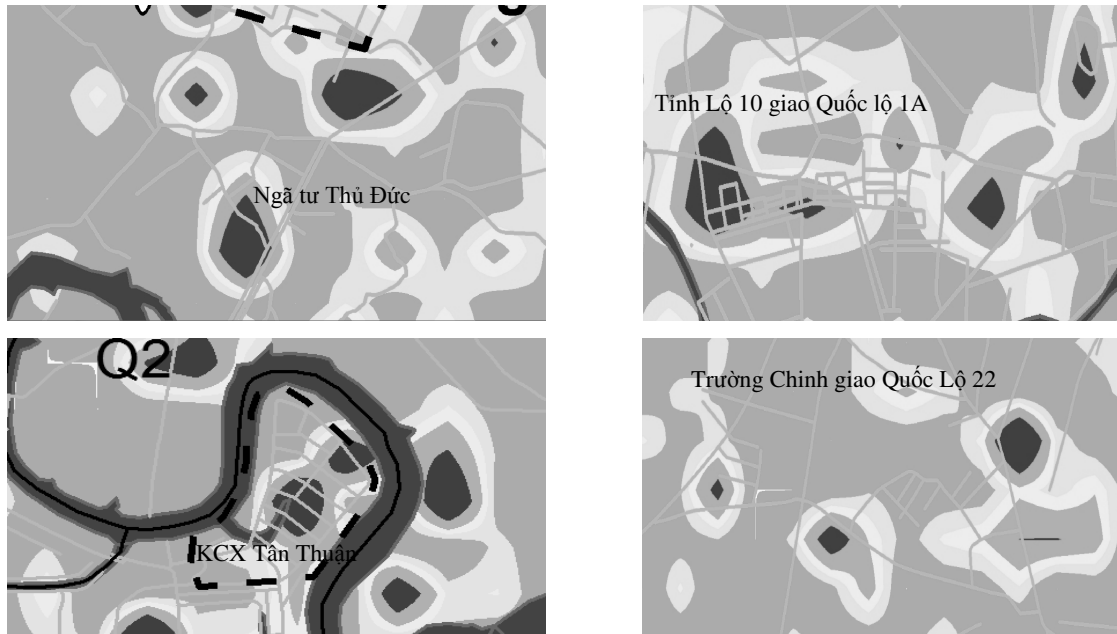 Ngã tư Thủ Đức
Tỉnh Lộ 10 giao Quốc lộ 1A
Q2
KCX Tân Thuận
Trường Chinh giao Quốc Lộ 22